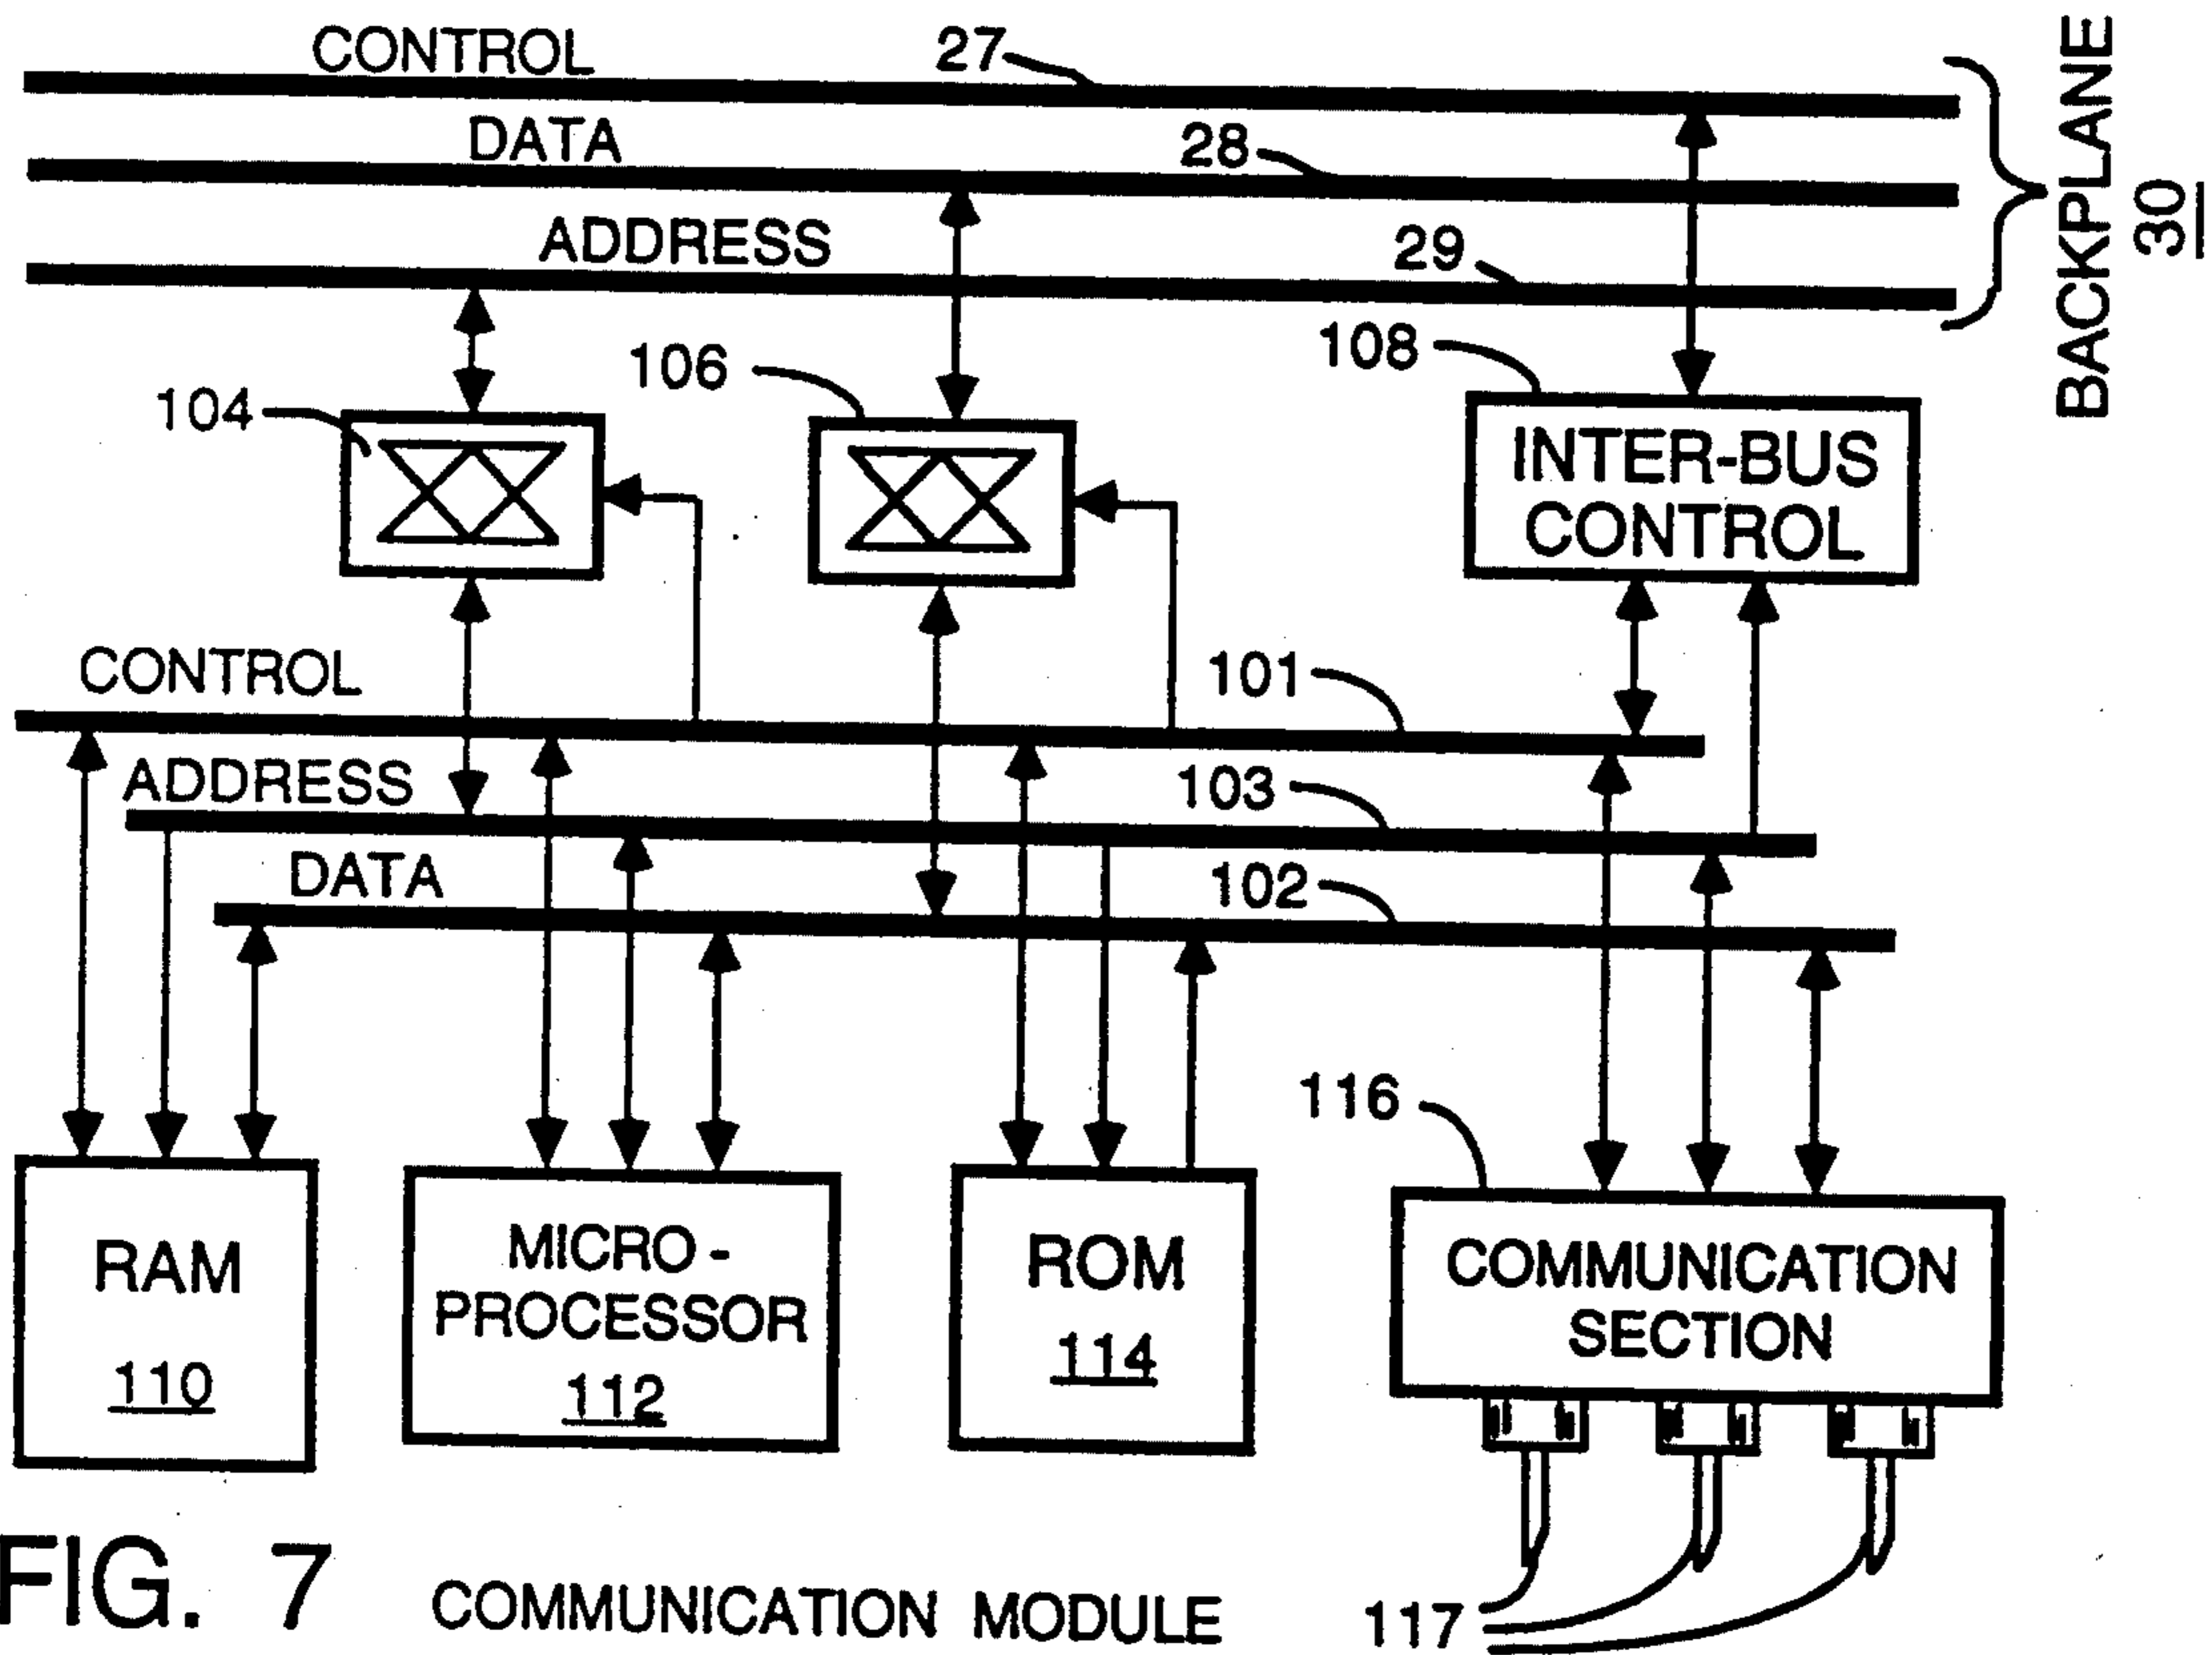 CONTROL
27
DATA
28
ADDRESS
29
BACKPLANE
30
108
106
104
INTER-BUS
CONTROL
CONTROL
101
ADDRESS
103
DATA
102
116
RAM
110
MICRO-
PROCESSOR
112
ROM
114
COMMUNICATION
SECTION
117
FIG. 7 COMMUNICATION MODULE